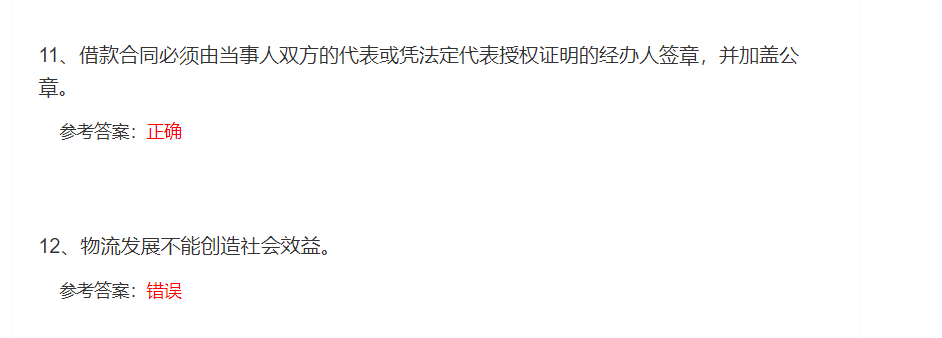 11、借款合同必须由当事人双方的代表或凭法定代表授权证明的经办人签章，并加盖公
章。
参考答案：正确
12、物流发展不能创造社会效益。
参考答案：错误